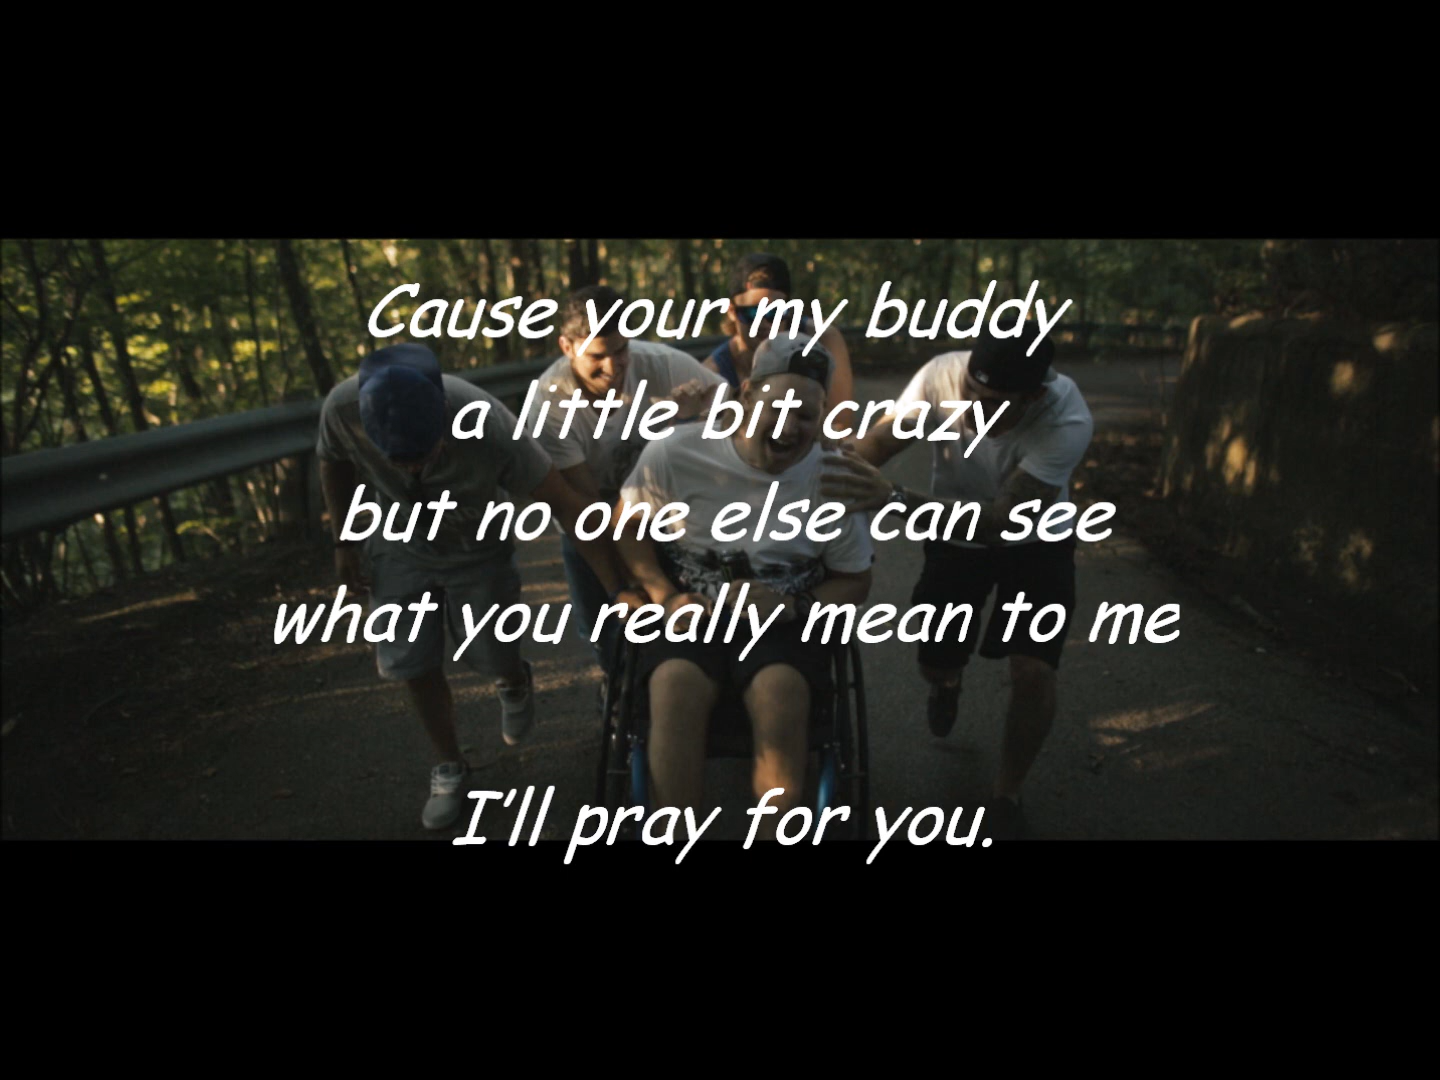 Cause your my buddy
a little bit crazy
but no one else can see
what you really mean to me
I'll pray for you.